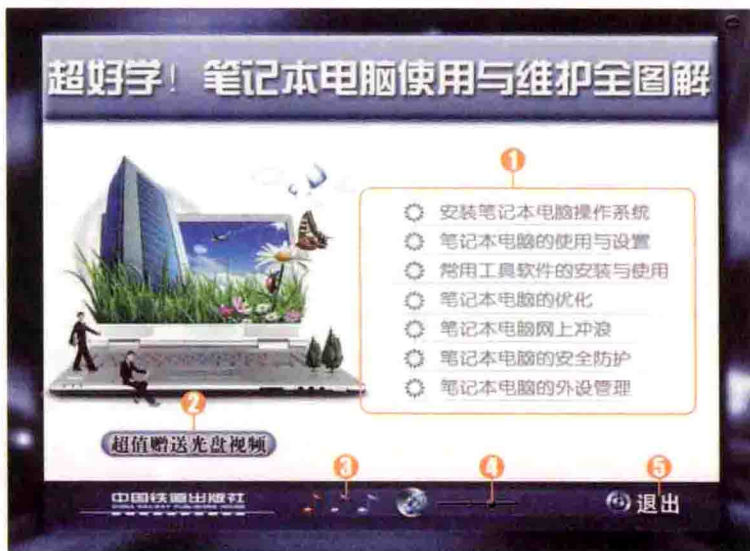 超好学！笔记本电脑使用与维护全图解
1
安装笔记本电脑操作系统
笔记本电脑的使用与设置
常用工具软件的安装与使用
笔记本电脑的优化
笔记本电脑网上冲浪
笔记本电脑的安全防护
笔记本电脑的外设管理
2
超值赠送光盘视频
3
4
5
中国铁道出版社
CHINA RAILWAY PUBLISHING HOUSE
退出